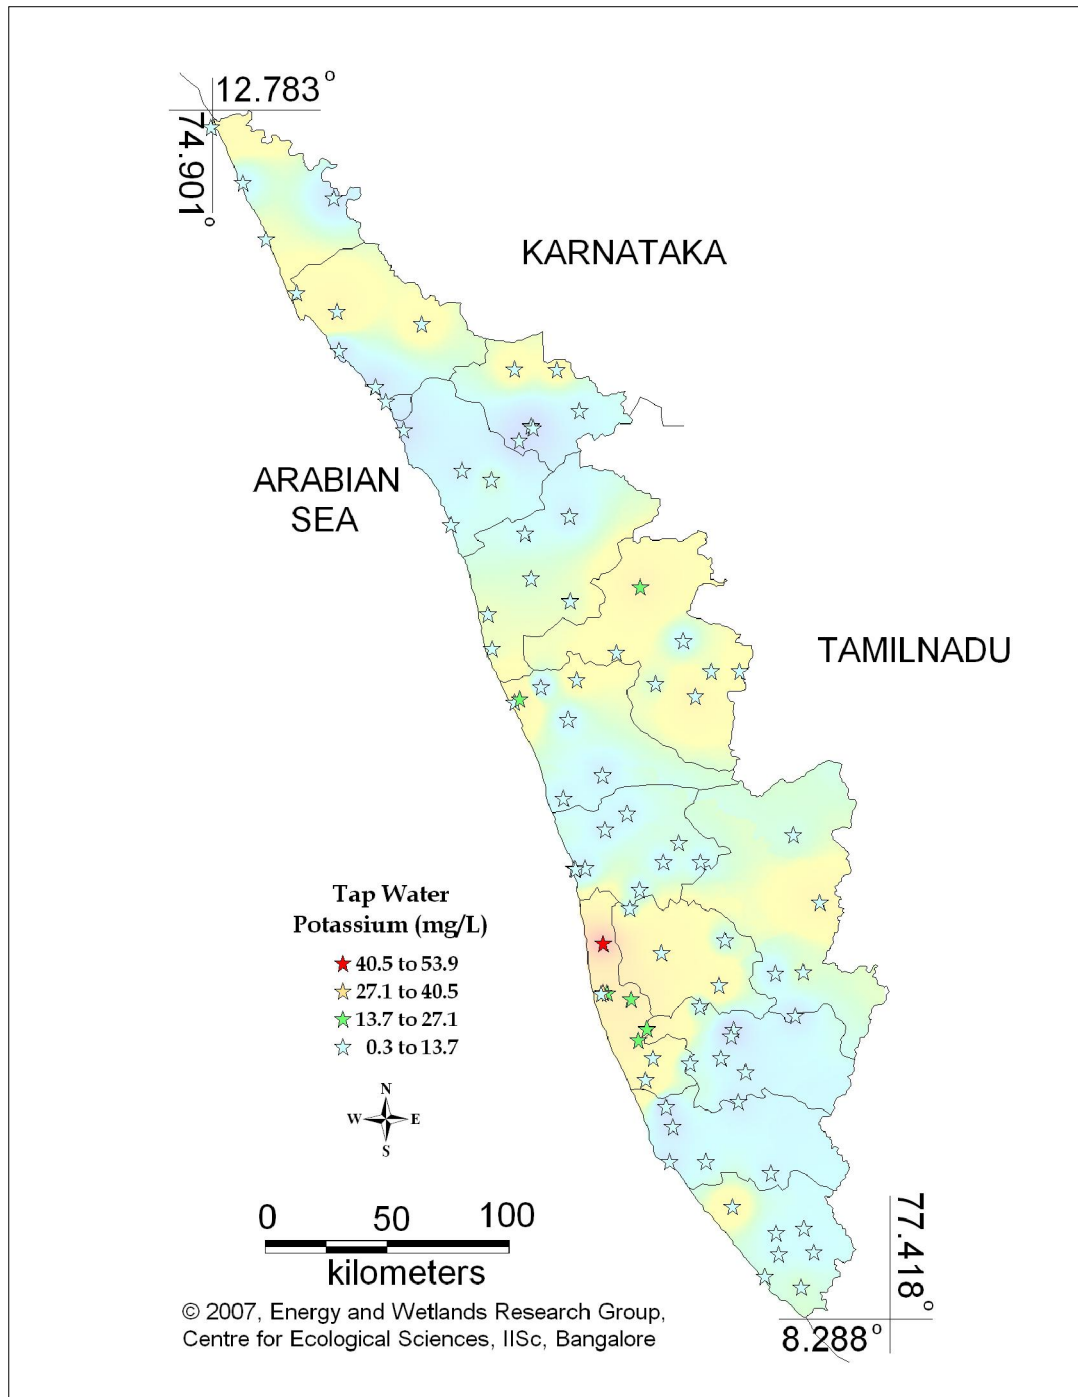 12.783°
74.901°
KARNATAKA
ARABIAN
SEA
TAMILNADU
Tap Water
Potassium (mg/L)
40.5 to 53.9
27.1 to 40.5
13.7 to 27.1
0.3 to 13.7
N
W E
S
0 50 100
kilometers
77.418°
8.288°
© 2007, Energy and Wetlands Research Group,
Centre for Ecological Sciences, IISc, Bangalore